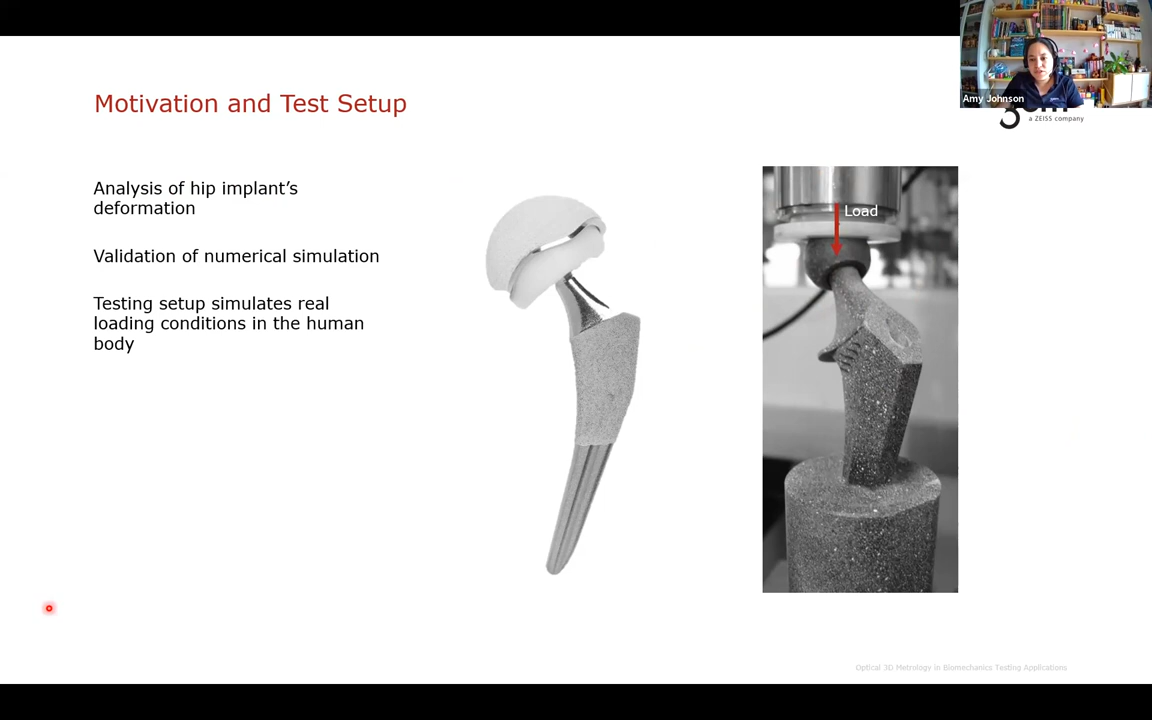 Amy Johnson
Motivation and Test Setup
a ZEISS company
Analysis of hip implant’s
deformation
Validation of numerical simulation
Testing setup simulates real
loading conditions in the human
body
Load
Optical 3D Metrology in Biomechanics Testing Applications